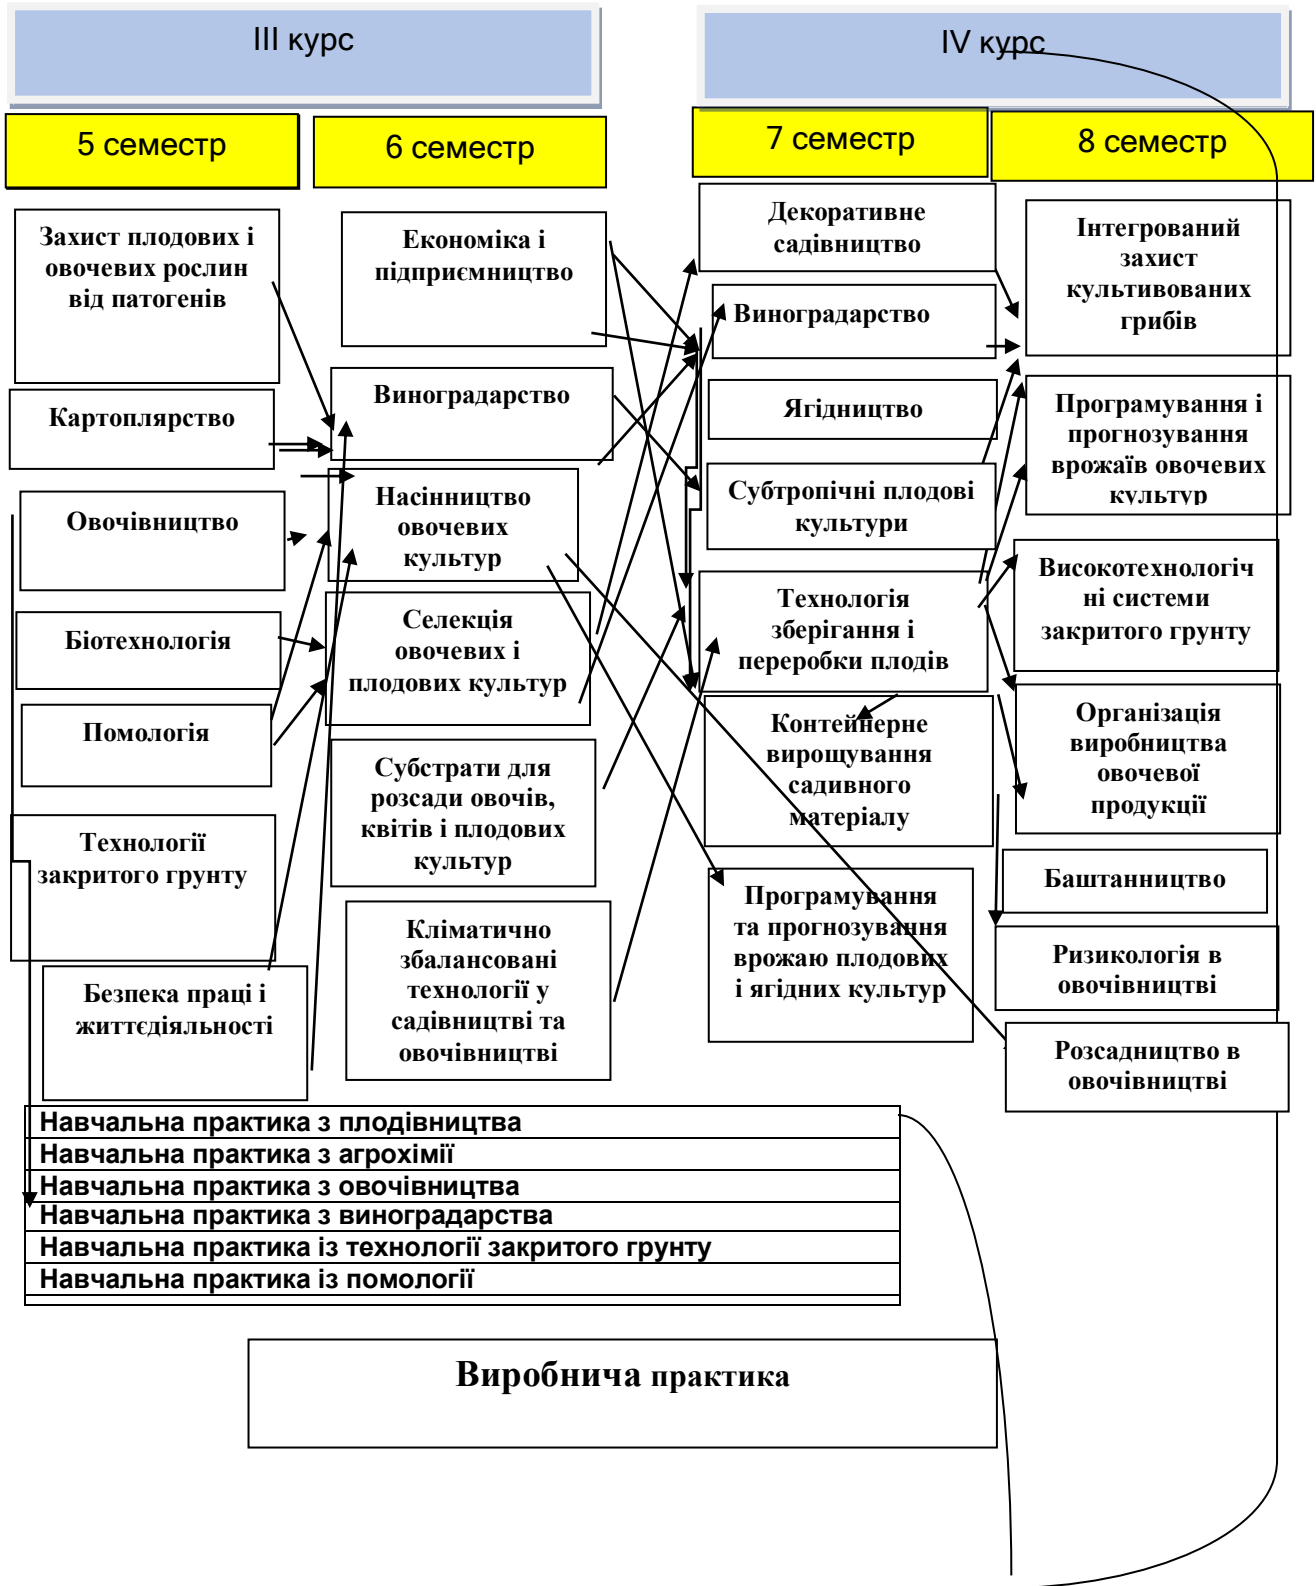 III курс
IV курс
5 семестр
6 семестр
7 семестр
8 семестр
Захист плодових і
овочевих рослин
від патогенів
Картоплярство
Овочівництво
Біотехнологія
Помологія
Технології
закритого грунту
Безпека праці і
життєдіяльності
Економіка і
підприємництво
Виноградарство
Насінництво
овочевих
культур
Селекція
овочевих і
плодових культур
Субстрати для
розсади овочів,
квітів і плодових
культур
Кліматично
збалансовані
технології у
садівництві та
овочівництві
Декоративне
садівництво
Виноградарство
Ягідництво
Субтропічні плодові
культури
Технологія
зберігання і
переробки плодів
Контейнерне
вирощування
садивного
матеріалу
Програмування
та прогнозування
врожаю плодових
і ягідних культур
Інтегрований
захист
культивованих
грибів
Програмування і
прогнозування
врожаїв овочевих
культур
Високотехнологіч
ні системи
закритого грунту
Організація
виробництва
овочевої
продукції
Баштанництво
Ризикологія в
овочівництві
Розсадництво в
овочівництві
Навчальна практика з плодівництва
Навчальна практика з агрохімії
Навчальна практика з овочівництва
Навчальна практика з виноградарства
Навчальна практика із технології закритого грунту
Навчальна практика із помології
Виробнича практика